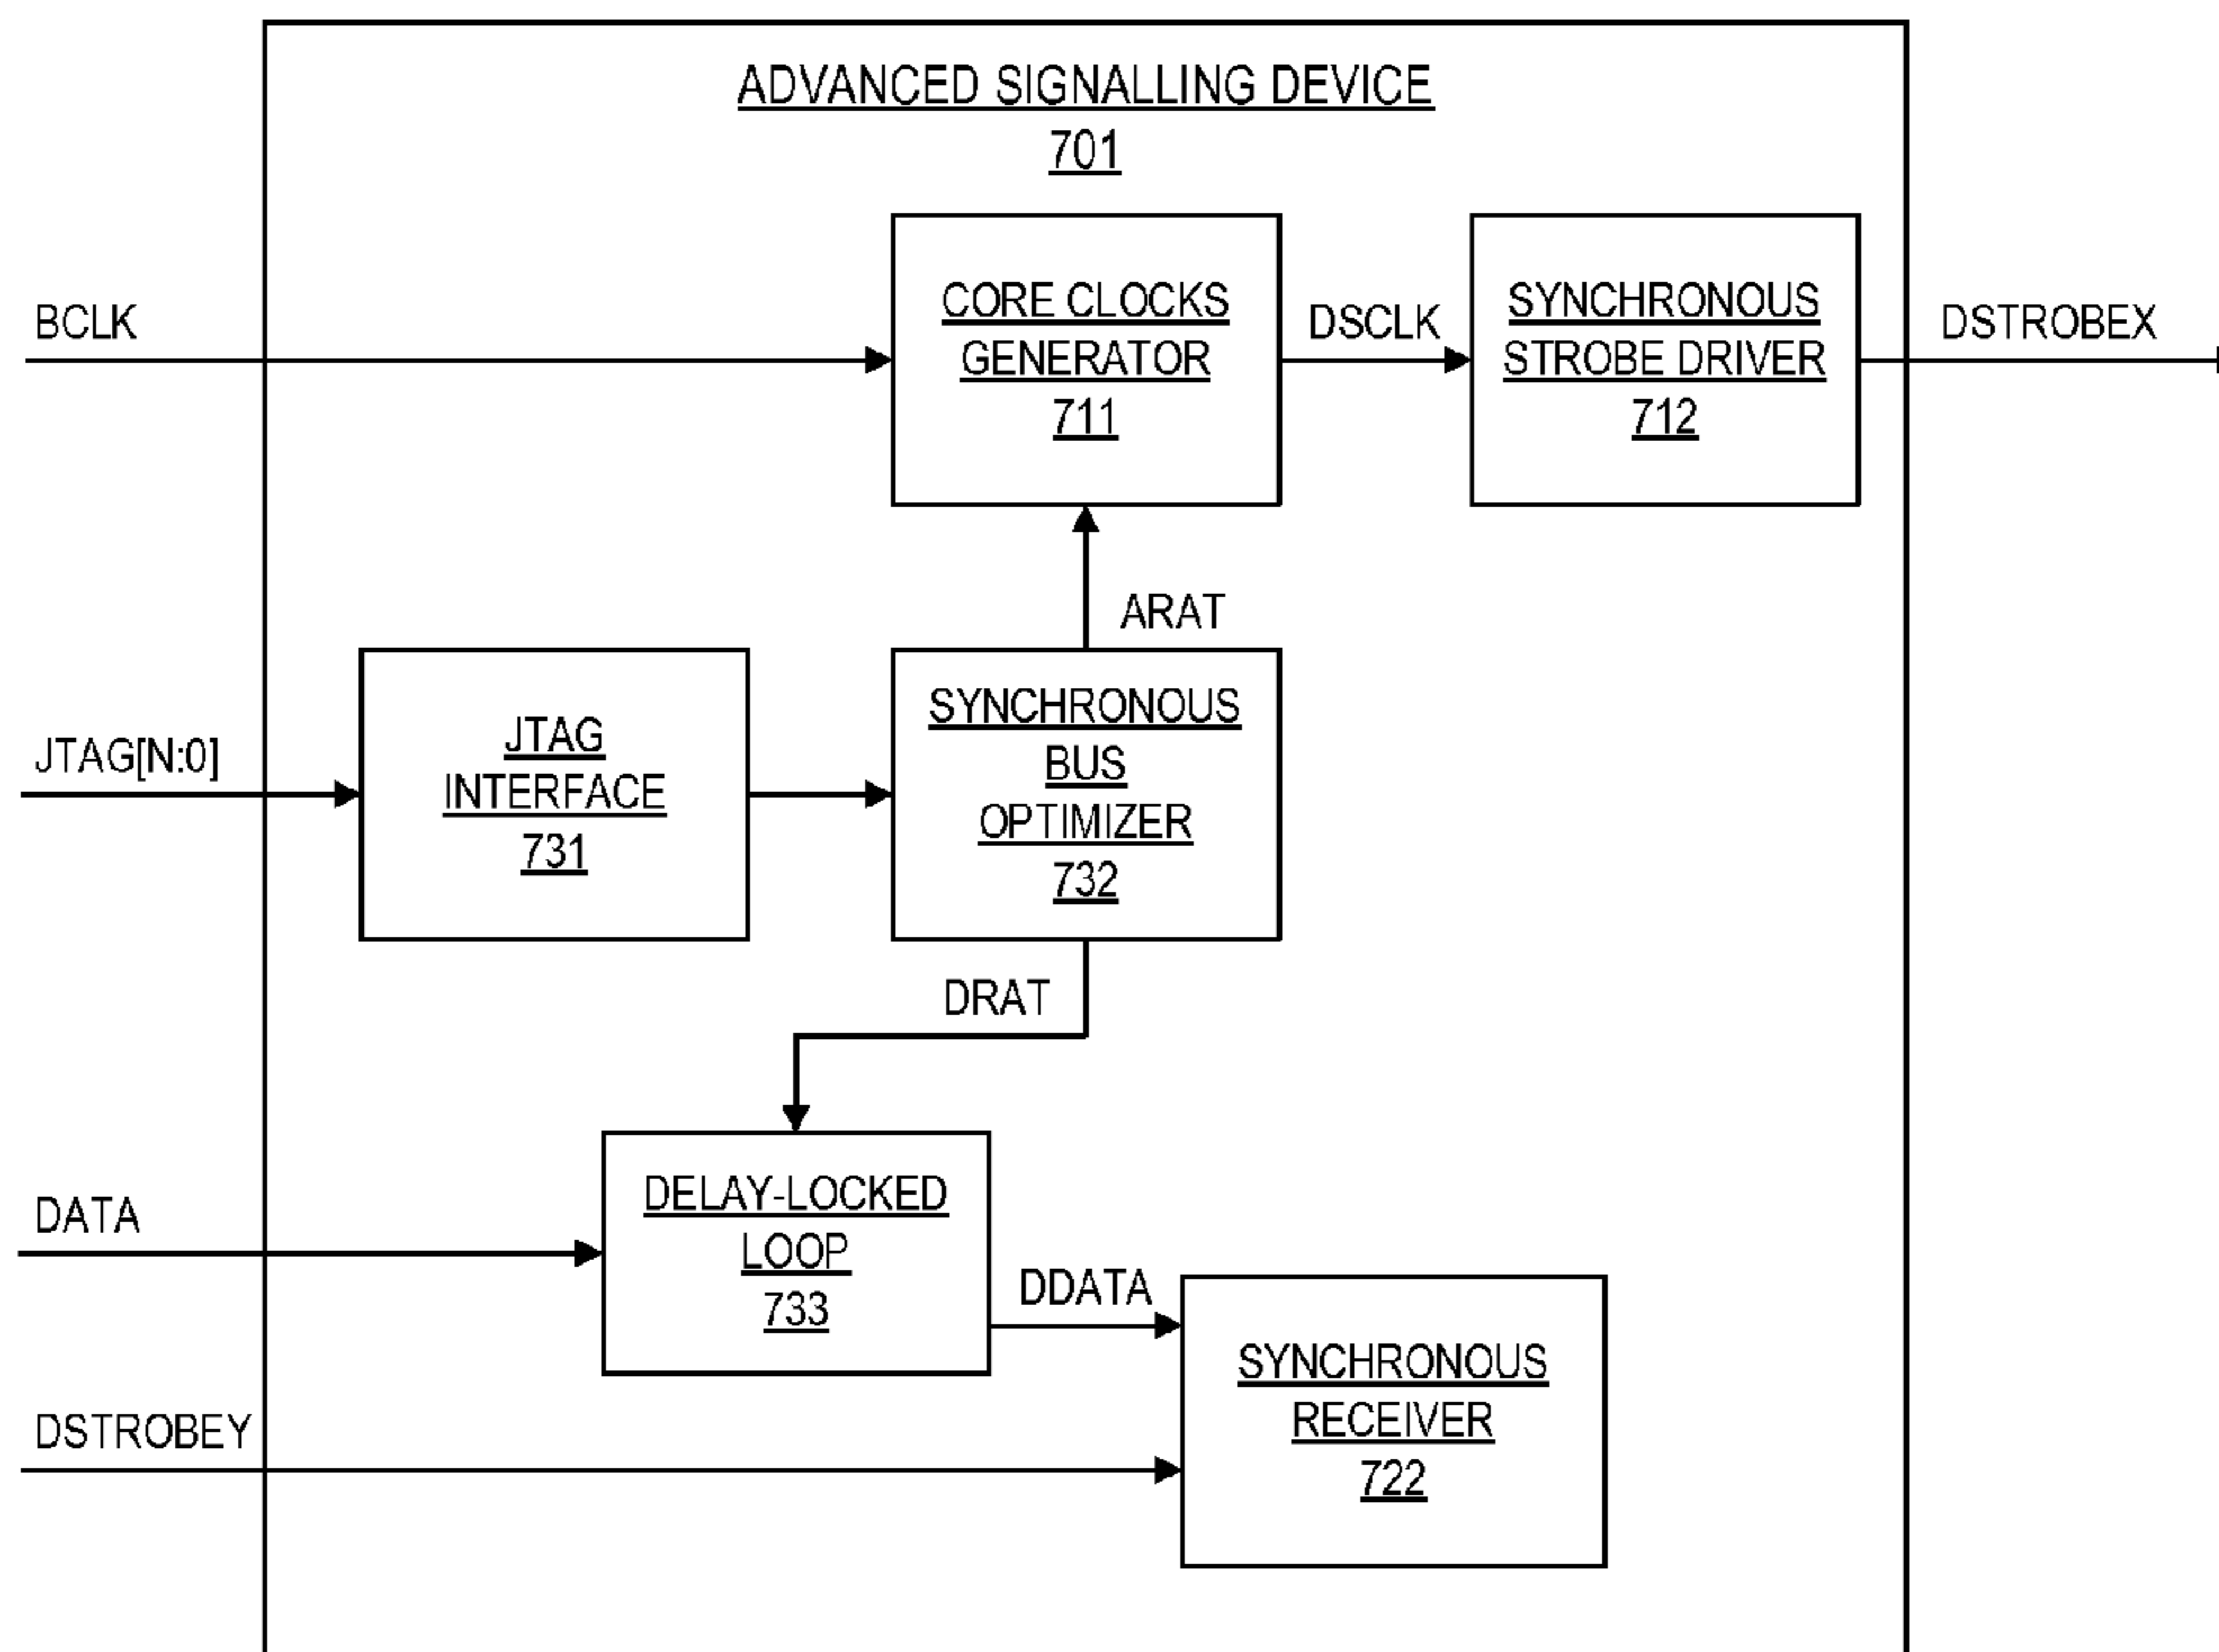 ADVANCED SIGNALLING DEVICE
701
BCLK
CORE CLOCKS
GENERATOR
711
DSCLK
SYNCHRONOUS
STROBE DRIVER
712
DSTROBEX
ARAT
JTAG[N:0]
JTAG
INTERFACE
731
SYNCHRONOUS
BUS
OPTIMIZER
732
DRAT
DATA
DELAY-LOCKED
LOOP
733
DDATA
DSTROBEY
SYNCHRONOUS
RECEIVER
722